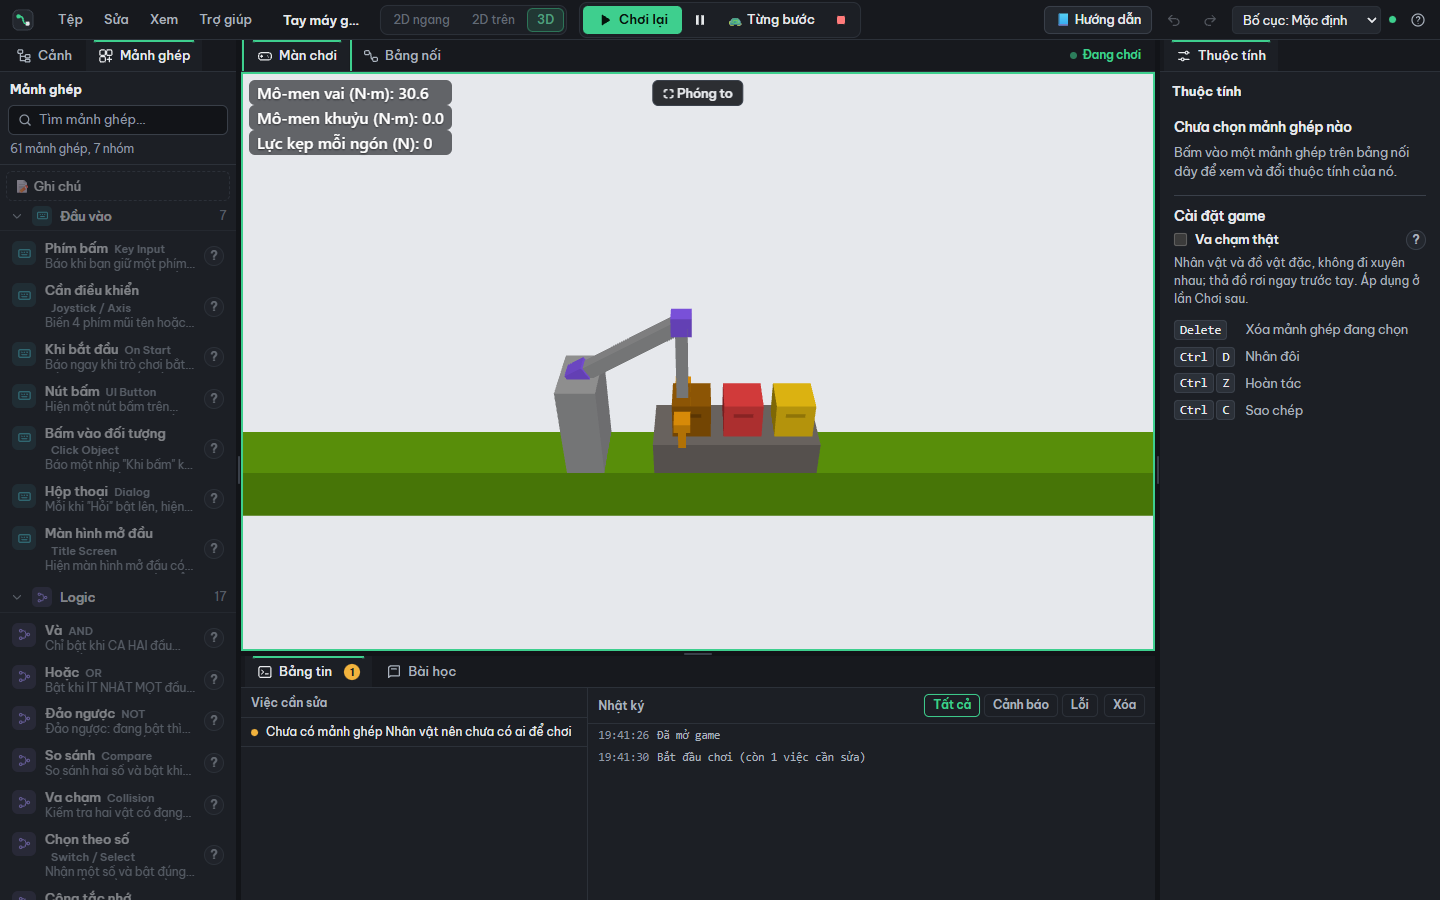 Tệp Sửa Xem Trợ giúp Tay máy g... 2D ngang 2D trên 3D Chơi lại Từng bước Hướng dẫn Bố cục: Mặc định
Cảnh Mảnh ghép
Mảnh ghép
Tìm mảnh ghép...
61 mảnh ghép, 7 nhóm
Ghi chú
Đầu vào 7
Phím bấm Key Input ?
Báo khi bạn giữ một phím...
Cần điều khiển
Joystick / Axis ?
Biến 4 phím mũi tên hoặc...
Khi bắt đầu On Start ?
Báo ngay khi trò chơi bắt...
Nút bấm UI Button ?
Hiện một nút bấm trên...
Bấm vào đối tượng
Click Object ?
Báo một nhịp "Khi bấm" k...
Hộp thoại Dialog ?
Mỗi khi "Hỏi" bật lên, hiện...
Màn hình mở đầu
Title Screen ?
Hiện màn hình mở đầu có...
Logic 17
Và AND ?
Chỉ bật khi CẢ HAI đầu...
Hoặc OR ?
Bật khi ÍT NHẤT MỘT đầu...
Đảo ngược NOT ?
Đảo ngược: đang bật thì...
So sánh Compare ?
So sánh hai số và bật khi...
Va chạm Collision ?
Kiểm tra hai vật có đang...
Chọn theo số
Switch / Select ?
Nhận một số và bật đúng...
Công tắc nhớ
Màn chơi Bảng nối Đang chơi
Mô-men vai (N·m): 30.6
Mô-men khuỷu (N·m): 0.0
Lực kẹp mỗi ngón (N): 0
Phóng to
Bảng tin 1 Bài học
Việc cần sửa
Chưa có mảnh ghép Nhân vật nên chưa có ai để chơi
Nhật ký Tất cả Cảnh báo Lỗi Xóa
19:41:26 Đã mở game
19:41:30 Bắt đầu chơi (còn 1 việc cần sửa)
Thuộc tính
Thuộc tính
Chưa chọn mảnh ghép nào
Bấm vào một mảnh ghép trên bảng nối
dây để xem và đổi thuộc tính của nó.
Cài đặt game
Va chạm thật ?
Nhân vật và đồ vật đặc, không đi xuyên
nhau; thả đồ rơi ngay trước tay. Áp dụng ở
lần Chơi sau.
Delete Xóa mảnh ghép đang chọn
Ctrl D Nhân đôi
Ctrl Z Hoàn tác
Ctrl C Sao chép